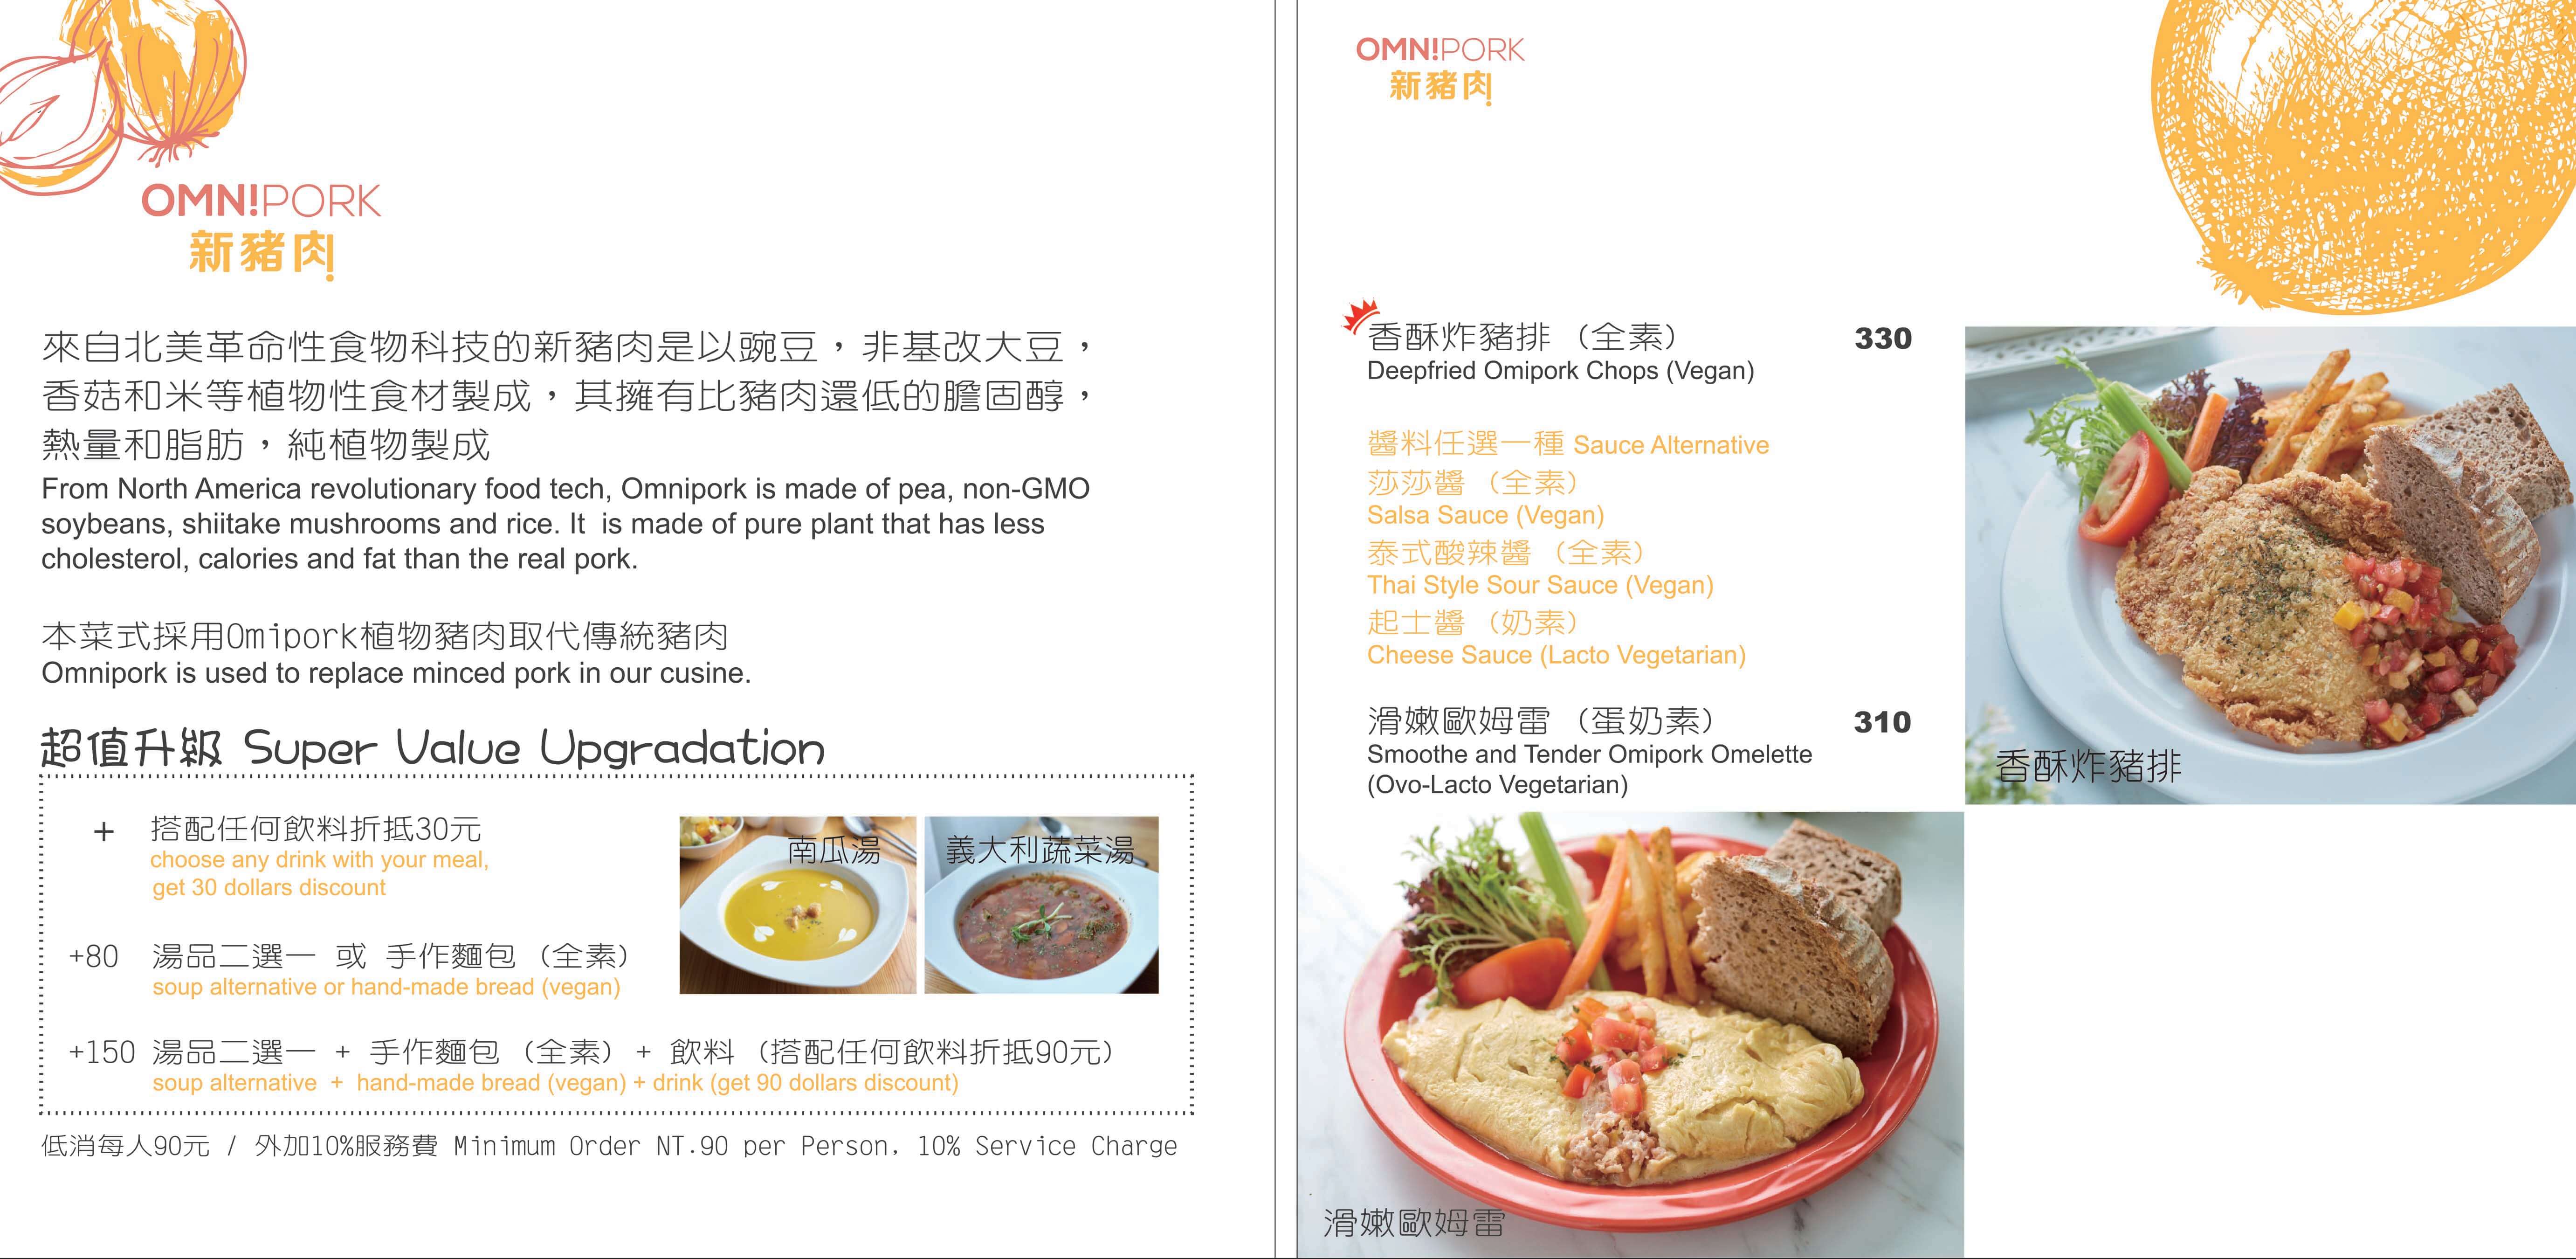 OMN!PORK
新豬肉
來自北美革命性食物科技的新豬肉是以豌豆，非基改大豆，
香菇和米等植物性食材製成，其擁有比豬肉還低的膽固醇，
熱量和脂肪，純植物製成
From North America revolutionary food tech, Omnipork is made of pea, non-GMO
soybeans, shiitake mushrooms and rice. It is made of pure plant that has less
cholesterol, calories and fat than the real pork.
本菜式採用Omipork植物豬肉取代傳統豬肉
Omnipork is used to replace minced pork in our cusine.
超值升級 Super Value Upgradation
+ 搭配任何飲料折抵30元
choose any drink with your meal,
get 30 dollars discount
南瓜湯
義大利蔬菜湯
+80 湯品二選一 或 手作麵包（全素）
soup alternative or hand-made bread (vegan)
+150 湯品二選一 + 手作麵包（全素）+ 飲料（搭配任何飲料折抵90元）
soup alternative + hand-made bread (vegan) + drink (get 90 dollars discount)
低消每人90元 / 外加10%服務費 Minimum Order NT.90 per Person, 10% Service Charge
OMN!PORK
新豬肉
香酥炸豬排（全素） 330
Deepfried Omipork Chops (Vegan)
醬料任選一種 Sauce Alternative
莎莎醬（全素）
Salsa Sauce (Vegan)
泰式酸辣醬（全素）
Thai Style Sour Sauce (Vegan)
起士醬（奶素）
Cheese Sauce (Lacto Vegetarian)
滑嫩歐姆雷（蛋奶素） 310
Smoothe and Tender Omipork Omelette
(Ovo-Lacto Vegetarian)
香酥炸豬排
滑嫩歐姆雷